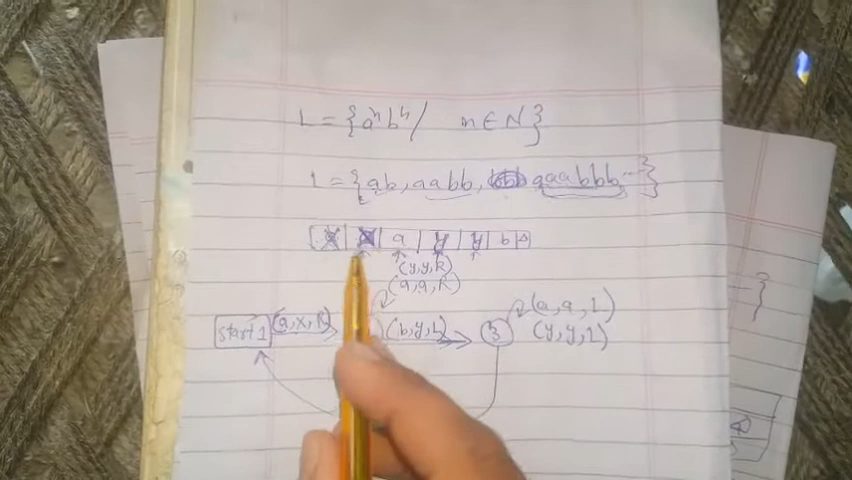 L = {aⁿbⁿ/ n ∈ N}
L = {ab, aabb, aaabbb, ...}
a y y b Δ
(y,y,R)
(a,a,R)
start 1 (a,x,R) (b,y,L) 3 (a,a,L)
(y,y,L)